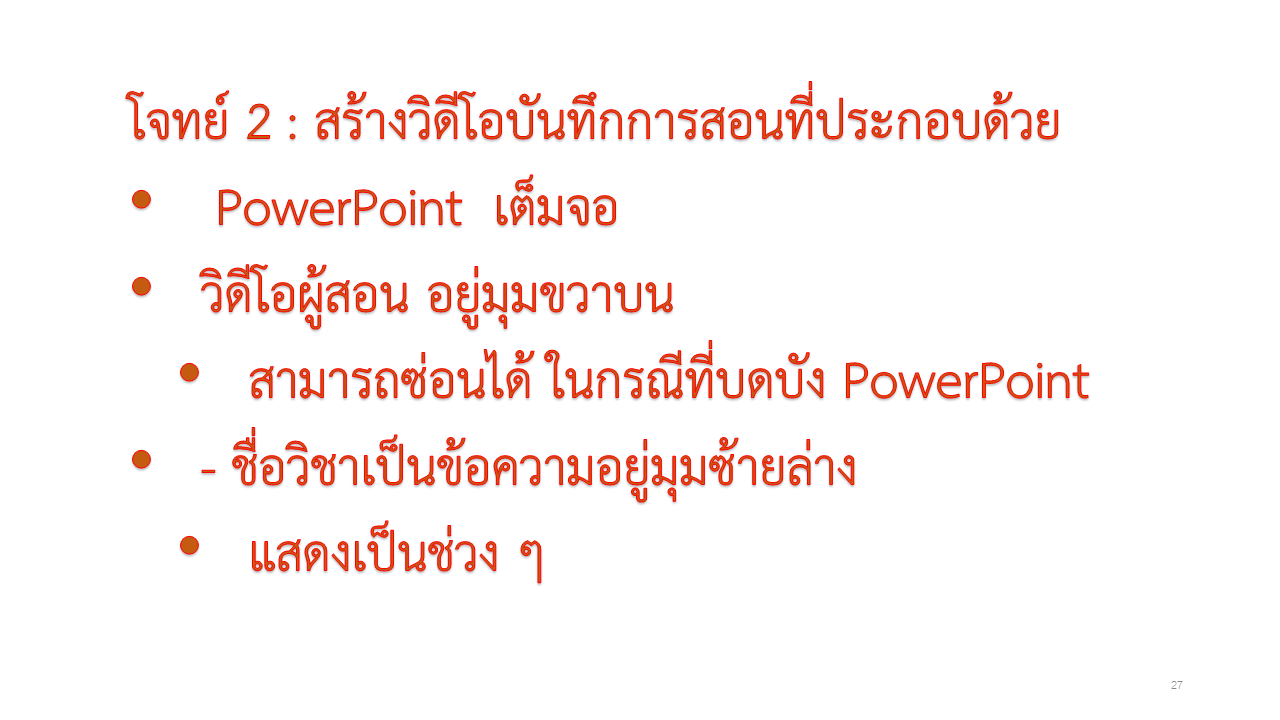 โจทย์ 2 : สร้างวิดีโอบันทึกการสอนที่ประกอบด้วย
• PowerPoint เต็มจอ
• วิดีโอผู้สอน อยู่มุมขวาบน
• สามารถซ่อนได้ ในกรณีที่บดบัง PowerPoint
• - ชื่อวิชาเป็นข้อความอยู่มุมซ้ายล่าง
• แสดงเป็นช่วง ๆ
27